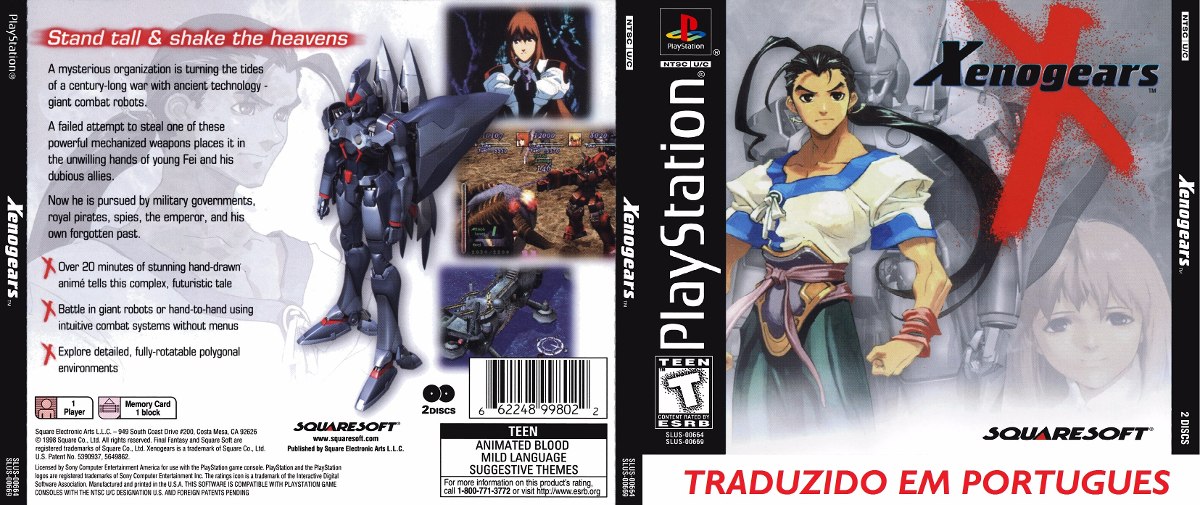 PlayStation®
NTSC U/C
Stand tall & shake the heavens
A mysterious organization is turning the tides
of a century-long war with ancient technology -
giant combat robots.
A failed attempt to steal one of these
powerful mechanized weapons places it in
the unwilling hands of young Fei and his
dubious allies.
Now he is pursued by military governments,
royal pirates, spies, the emperor, and his
own forgotten past.
Over 20 minutes of stunning hand-drawn
animé tells this complex, futuristic tale
Battle in giant robots or hand-to-hand using
intuitive combat systems without menus
Explore detailed, fully-rotatable polygonal
environments
1
Player
Memory Card
1 block
2DISCS
6 62248 99802 2
SQUARESOFT®
www.squaresoft.com
Published by Square Electronic Arts L.L.C.
Square Electronic Arts L.L.C. – 949 South Coast Drive #200, Costa Mesa, CA 92626
© 1998 Square Co., Ltd. All rights reserved. Final Fantasy and Square Soft are
registered trademarks of Square Co., Ltd. Xenogears is a trademark of Square Co., Ltd.
U.S. Patent No. 5390937, 5649862.
Licensed by Sony Computer Entertainment America for use with the PlayStation game console. PlayStation and the PlayStation
logos are registered trademarks of Sony Computer Entertainment Inc. The ratings icon is a trademark of the Interactive Digital
Software Association. Manufactured and printed in the U.S.A. THIS SOFTWARE IS COMPATIBLE WITH PLAYSTATION GAME
CONSOLES WITH THE NTSC U/C DESIGNATION U.S. AND FOREIGN PATENTS PENDING
TEEN
ANIMATED BLOOD
MILD LANGUAGE
SUGGESTIVE THEMES
For more information on this product's rating,
call 1-800-771-3772 or visit http://www.esrb.org
Xenogears™
SLUS-00664
SLUS-00669
NTSC U/C
Xenogears™
SLUS-00664
SLUS-00669
PlayStation
NTSC U/C
PlayStation®
TEEN
T
CONTENT RATED BY
ESRB
SLUS-00664
SLUS-00669
Xenogears™
SQUARESOFT®
TRADUZIDO EM PORTUGUES
NTSC U/C
Xenogears™
2 DISCS